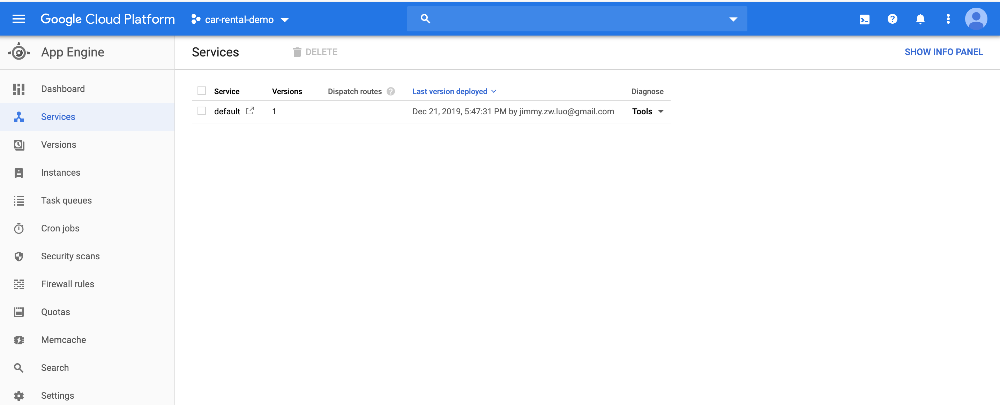 Google Cloud Platform car-rental-demo
App Engine
Services DELETE SHOW INFO PANEL
Dashboard
Services
Versions
Instances
Task queues
Cron jobs
Security scans
Firewall rules
Quotas
Memcache
Search
Settings
Service Versions Dispatch routes Last version deployed Diagnose
default 1 Dec 21, 2019, 5:47:31 PM by jimmy.zw.luo@gmail.com Tools